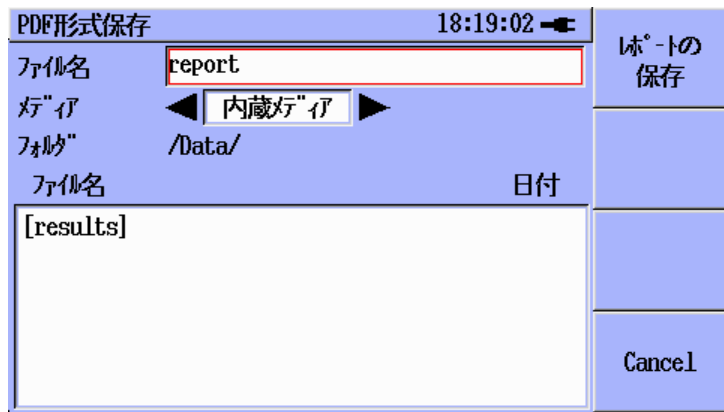 PDF形式保存 18:19:02
ﾌｧｲﾙ名 report
ﾒﾃﾞｨｱ 内蔵ﾒﾃﾞｨｱ
ﾌｫﾙﾀﾞ /Data/
ﾌｧｲﾙ名 日付
[results]
ﾚﾎﾟｰﾄの
保存
Cancel